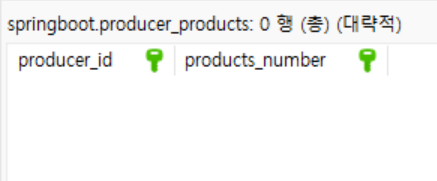 springboot.producer_products: 0 행 (총) (대략적)
producer_id products_number